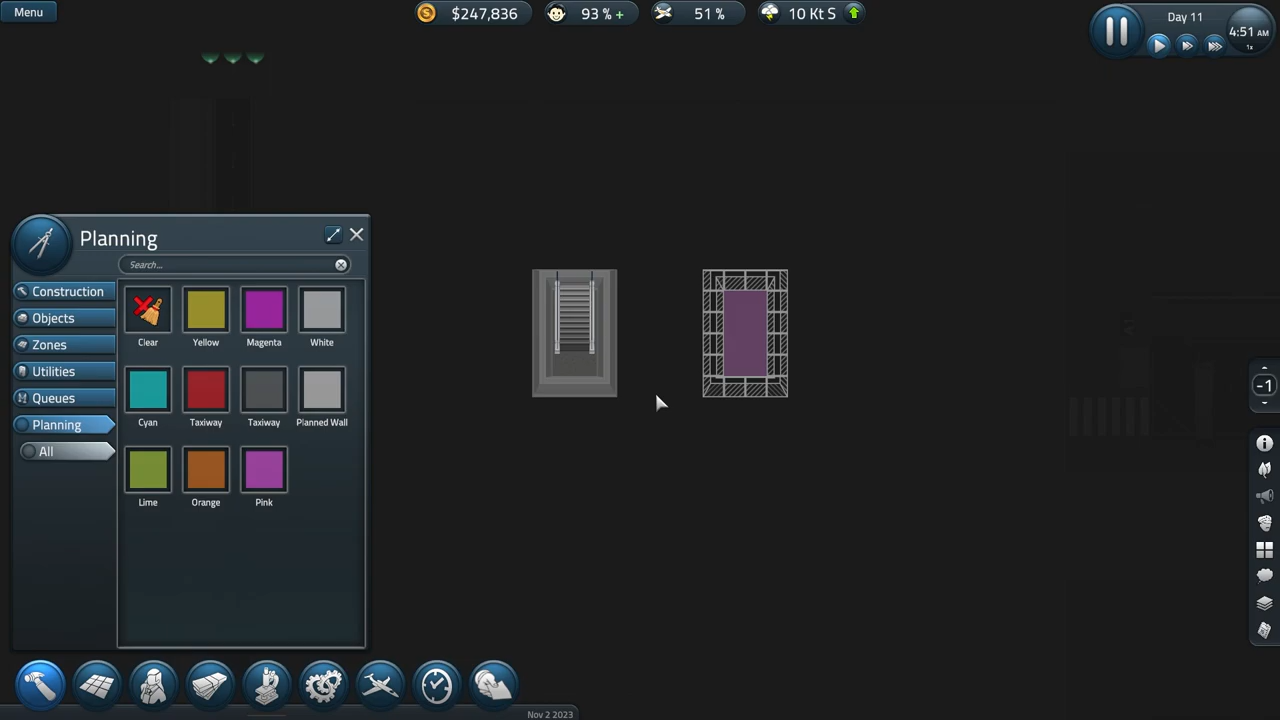 Menu
$247,836
93 % +
51 %
10 Kt S
Day 11
4:51 AM
1x
Planning
Search...
Construction
Objects
Zones
Utilities
Queues
Planning
All
Clear
Yellow
Magenta
White
Cyan
Taxiway
Taxiway
Planned Wall
Lime
Orange
Pink
-1
Nov 2 2023